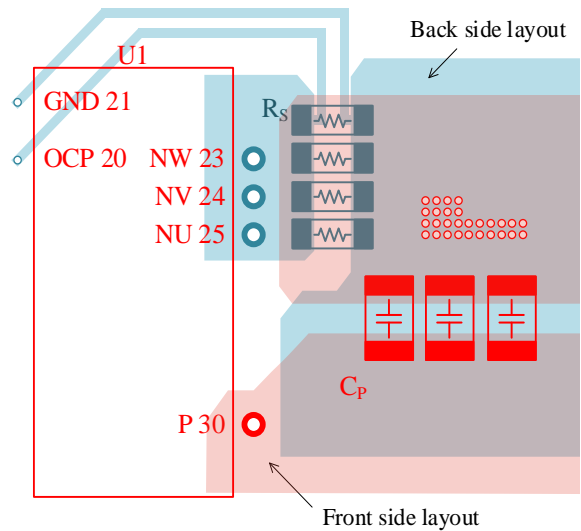 Back side layout
U1
GND 21
RS
OCP 20
NW 23
NV 24
NU 25
CP
P 30
Front side layout